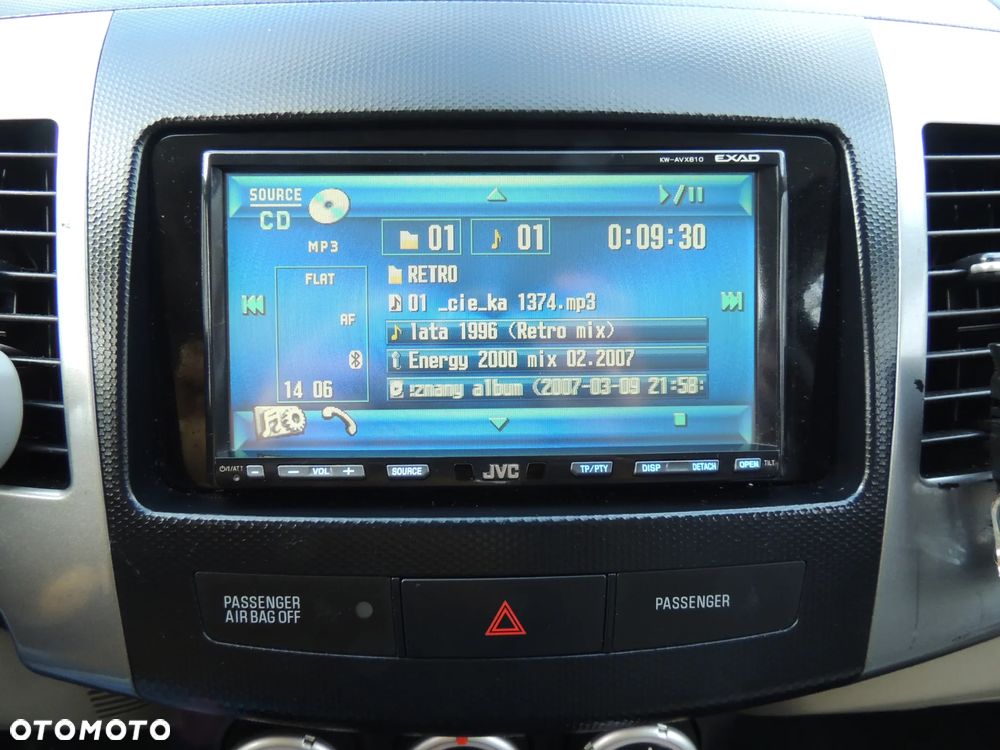 KW-AVX810 EXAD
SOURCE
CD
MP3
01 01 0:09:30
FLAT
AF
14 06
RETRO
01 _cie_ka 1374.mp3
lata 1996 (Retro mix)
Energy 2000 mix 02.2007
:znany album (2007-03-09 21:58:
/I/ATT − VOL + SOURCE JVC TP/PTY DISP DETACH OPEN TILT
PASSENGER
AIR BAG OFF
PASSENGER
OTOMOTO